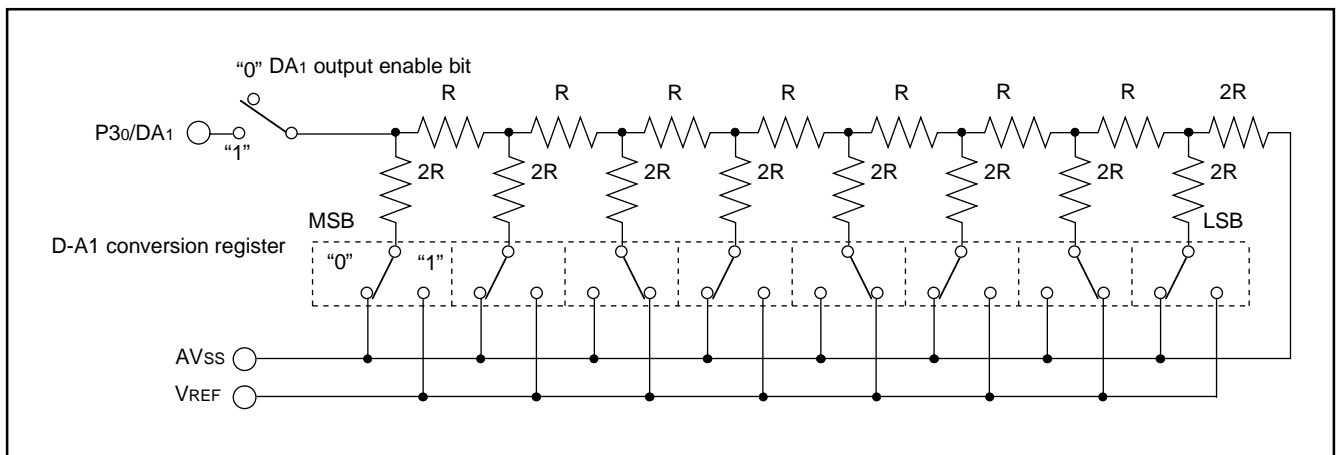 “0” DA1 output enable bit
R R R R R R R 2R
P30/DA1
“1”
2R 2R 2R 2R 2R 2R 2R 2R
MSB LSB
D-A1 conversion register
“0” “1”
AVSS
VREF